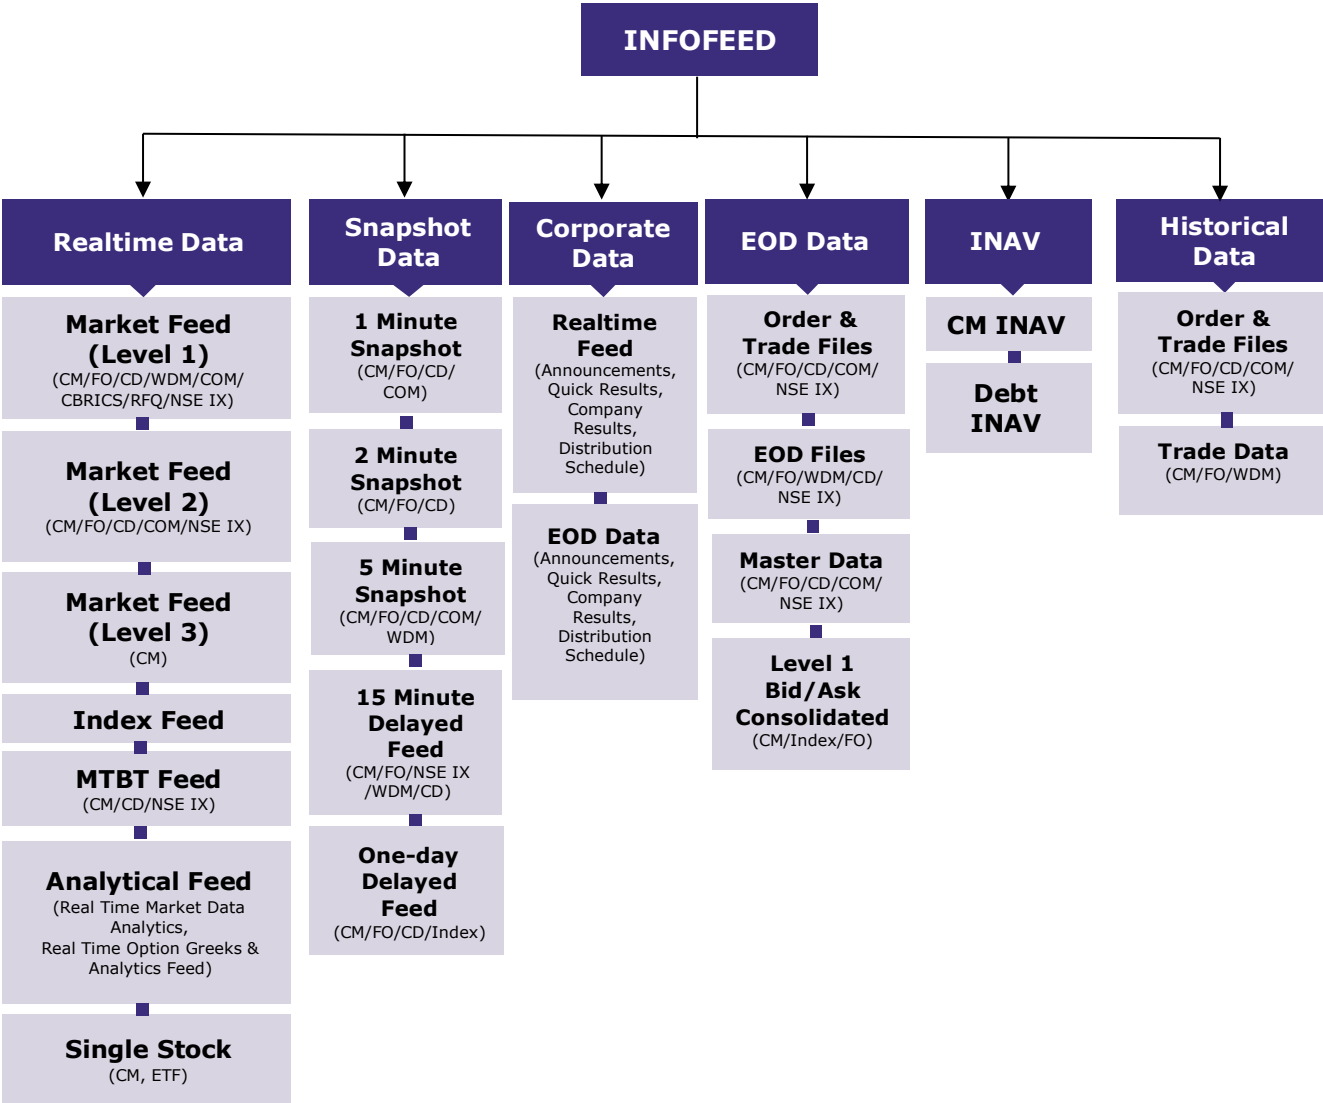 INFOFEED
Realtime Data
Market Feed
(Level 1)
(CM/FO/CD/WDM/COM/
CBRICS/RFQ/NSE IX)
Market Feed
(Level 2)
(CM/FO/CD/COM/NSE IX)
Market Feed
(Level 3)
(CM)
Index Feed
MTBT Feed
(CM/CD/NSE IX)
Analytical Feed
(Real Time Market Data
Analytics,
Real Time Option Greeks &
Analytics Feed)
Single Stock
(CM, ETF)
Snapshot
Data
1 Minute
Snapshot
(CM/FO/CD/
COM)
2 Minute
Snapshot
(CM/FO/CD)
5 Minute
Snapshot
(CM/FO/CD/COM/
WDM)
15 Minute
Delayed
Feed
(CM/FO/NSE IX
/WDM/CD)
One-day
Delayed
Feed
(CM/FO/CD/Index)
Corporate
Data
Realtime
Feed
(Announcements,
Quick Results,
Company
Results,
Distribution
Schedule)
EOD Data
(Announcements,
Quick Results,
Company
Results,
Distribution
Schedule)
EOD Data
Order &
Trade Files
(CM/FO/CD/COM/
NSE IX)
EOD Files
(CM/FO/WDM/CD/
NSE IX)
Master Data
(CM/FO/CD/COM/
NSE IX)
Level 1
Bid/Ask
Consolidated
(CM/Index/FO)
INAV
CM INAV
Debt
INAV
Historical
Data
Order &
Trade Files
(CM/FO/CD/COM/
NSE IX)
Trade Data
(CM/FO/WDM)